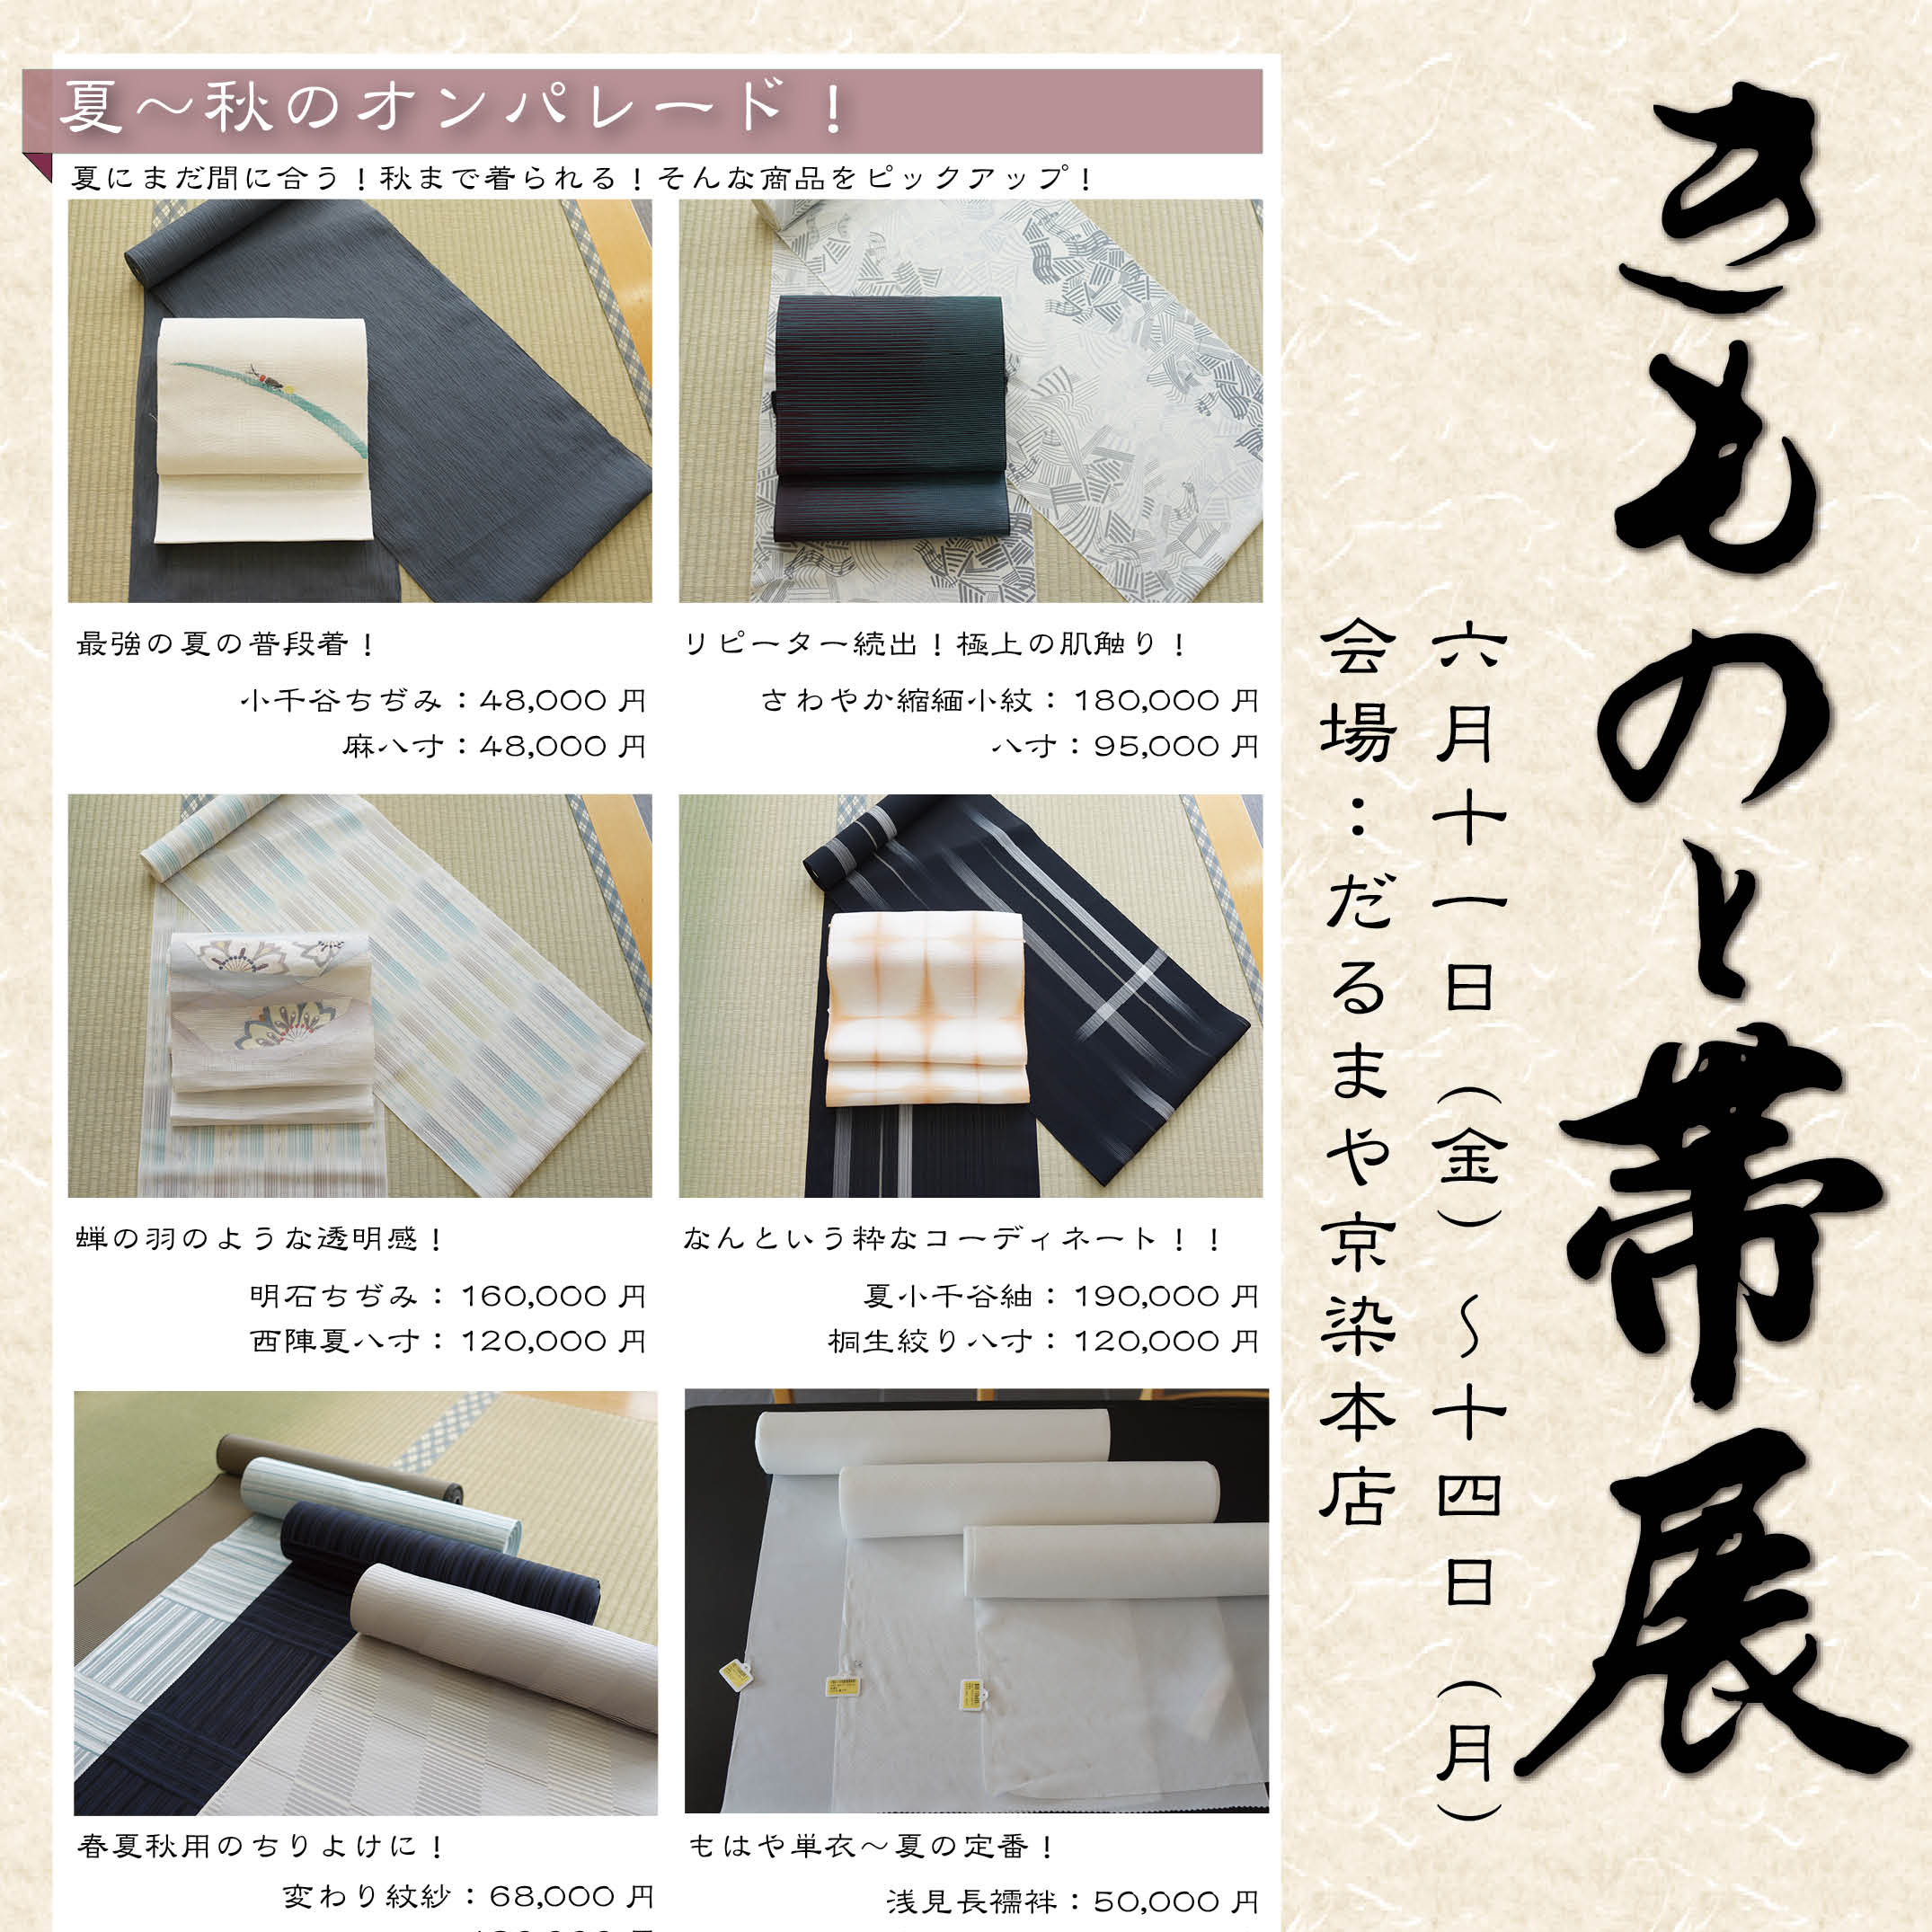 きものと帯展
六月十一日（金）～十四日（月）
会場：だるまや京染本店
夏～秋のオンパレード！
夏にまだ間に合う！秋まで着られる！そんな商品をピックアップ！
最強の夏の普段着！
小千谷ちぢみ：48,000 円
麻八寸：48,000 円
リピーター続出！極上の肌触り！
さわやか縮緬小紋：180,000 円
八寸：95,000 円
蝉の羽のような透明感！
明石ちぢみ：160,000 円
西陣夏八寸：120,000 円
なんという粋なコーディネート！！
夏小千谷紬：190,000 円
桐生絞り八寸：120,000 円
春夏秋用のちりよけに！
変わり紋紗：68,000 円
もはや単衣～夏の定番！
浅見長襦袢：50,000 円